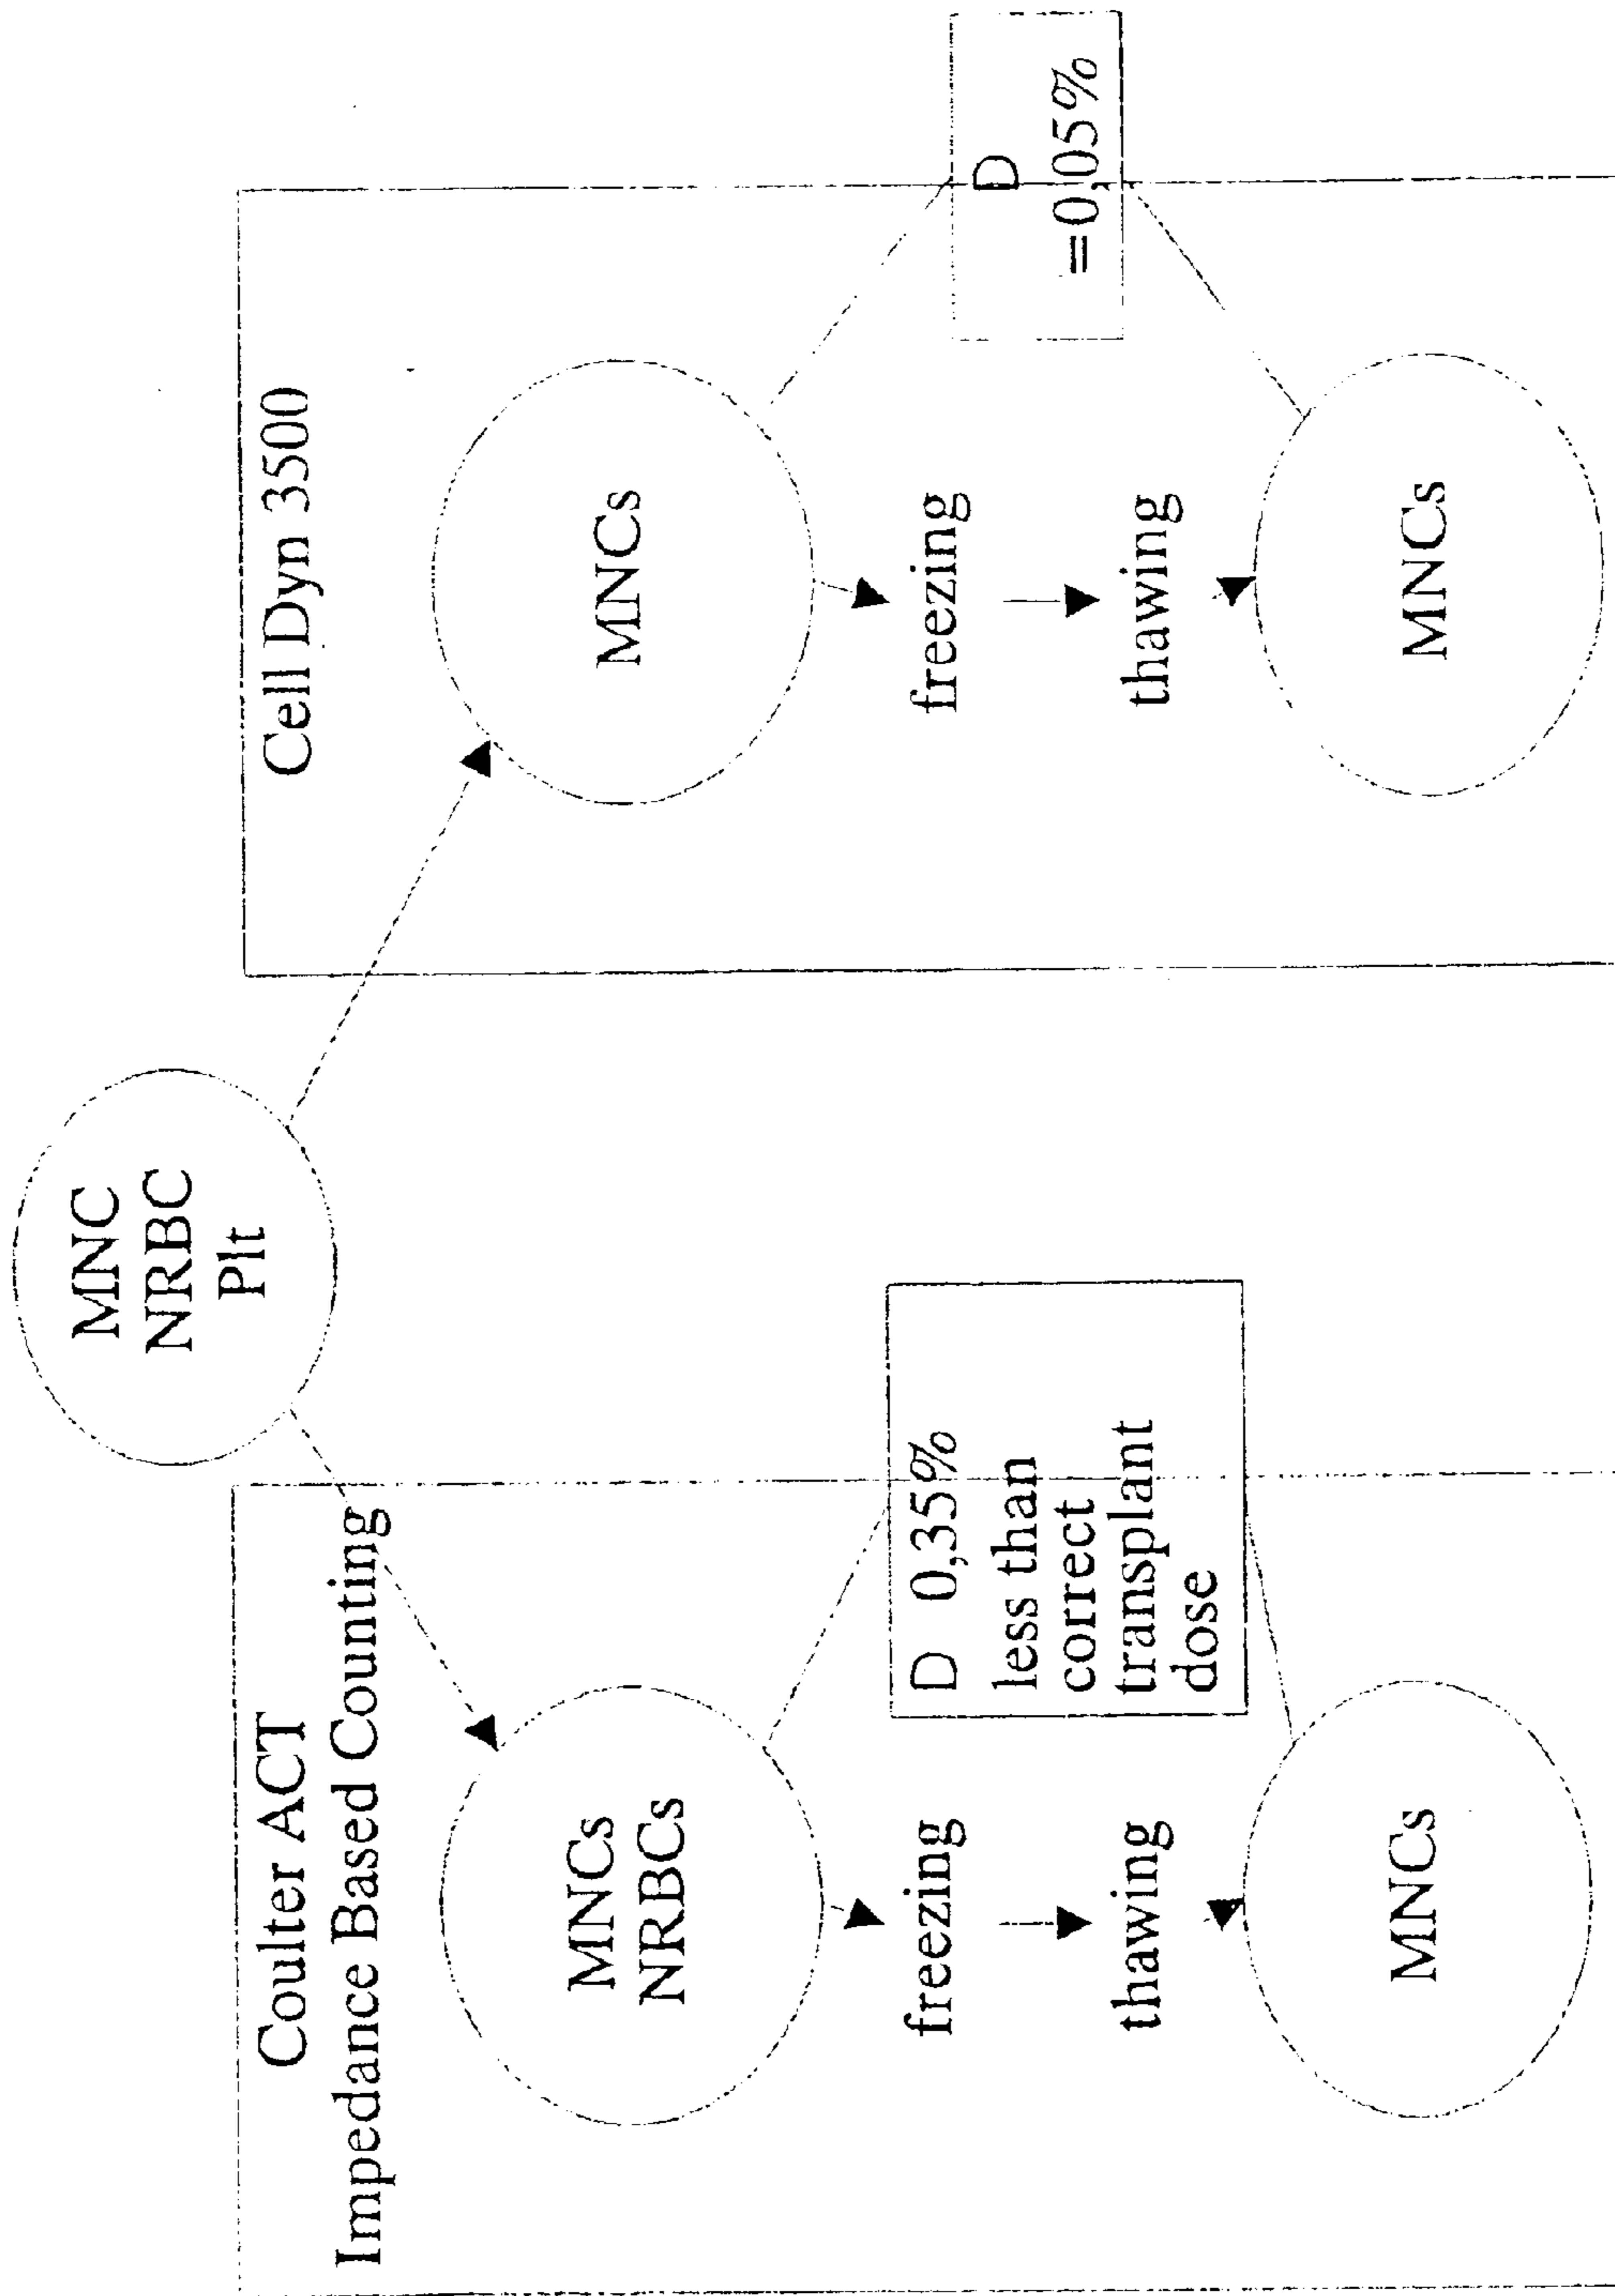 MNC
NRBC
Plt
Coulter ACT
Impedance Based Counting
MNCs
NRBCs
freezing
thawing
MNCs
D 0,35%
less than
correct
transplant
dose
Cell Dyn 3500
MNCs
freezing
thawing
MNCs
D
=0,05%